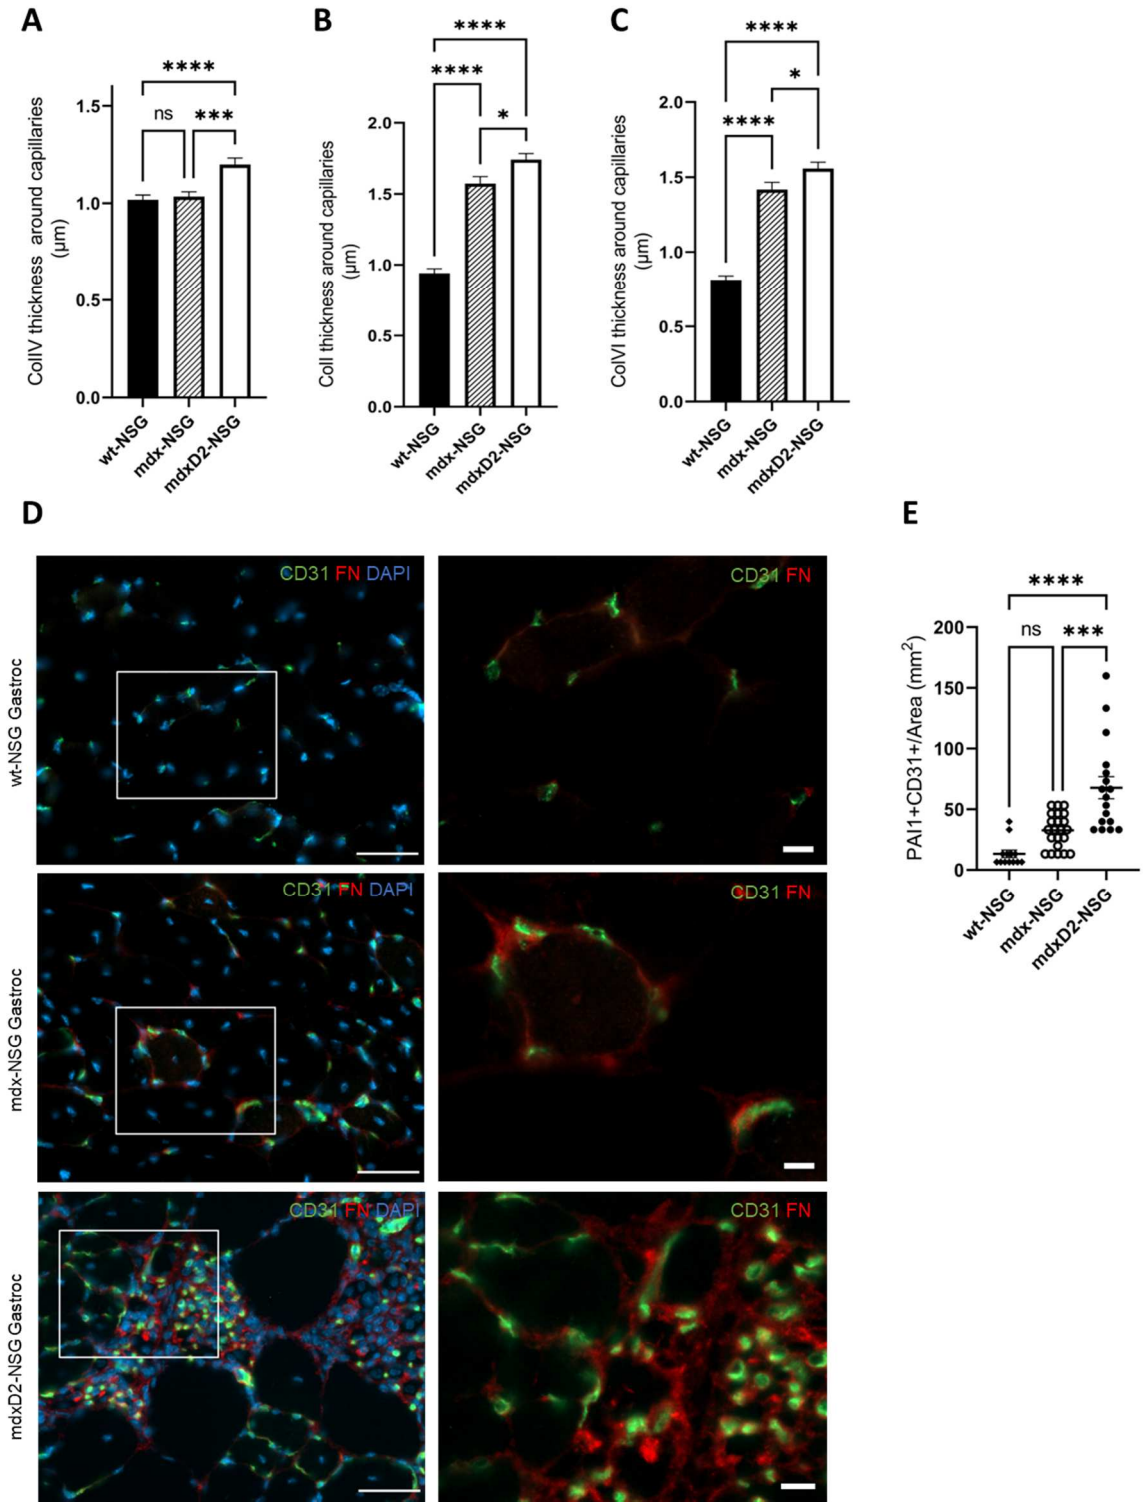 A
****
ns
***
1.5
1.0
0.5
0.0
ColIV thickness around capillaries
(µm)
wt-NSG
mdx-NSG
mdxD2-NSG
B
****
****
*
2.0
1.5
1.0
0.5
0.0
ColI thickness around capillaries
(µm)
wt-NSG
mdx-NSG
mdxD2-NSG
C
****
*
****
2.0
1.5
1.0
0.5
0.0
ColVI thickness around capillaries
(µm)
wt-NSG
mdx-NSG
mdxD2-NSG
D
wt-NSG Gastroc
CD31 FN DAPI
CD31 FN
mdx-NSG Gastroc
CD31 FN DAPI
CD31 FN
mdxD2-NSG Gastroc
CD31 FN DAPI
CD31 FN
E
****
ns
***
200
150
100
50
0
PAI1+CD31+/Area (mm²)
wt-NSG
mdx-NSG
mdxD2-NSG